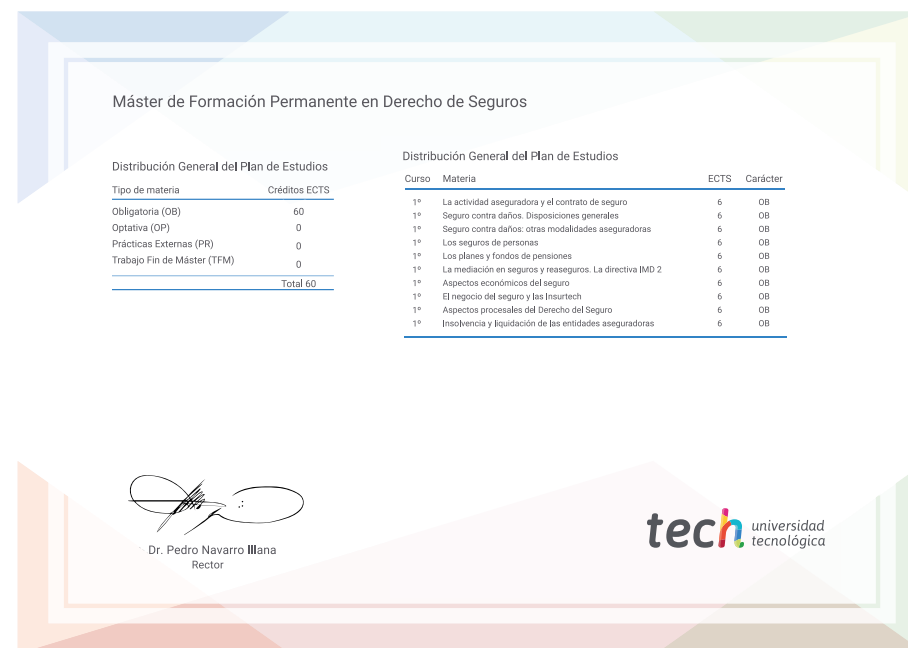 Máster de Formación Permanente en Derecho de Seguros
Distribución General del Plan de Estudios
Tipo de materia Créditos ECTS
Obligatoria (OB) 60
Optativa (OP) 0
Prácticas Externas (PR) 0
Trabajo Fin de Máster (TFM) 0
Total 60
Distribución General del Plan de Estudios
Curso Materia ECTS Carácter
1º La actividad aseguradora y el contrato de seguro 6 OB
1º Seguro contra daños. Disposiciones generales 6 OB
1º Seguro contra daños: otras modalidades aseguradoras 6 OB
1º Los seguros de personas 6 OB
1º Los planes y fondos de pensiones 6 OB
1º La mediación en seguros y reaseguros. La directiva IMD 2 6 OB
1º Aspectos económicos del seguro 6 OB
1º El negocio del seguro y las Insurtech 6 OB
1º Aspectos procesales del Derecho del Seguro 6 OB
1º Insolvencia y liquidación de las entidades aseguradoras 6 OB
Dr. Pedro Navarro Illana
Rector
tech universidad
tecnológica